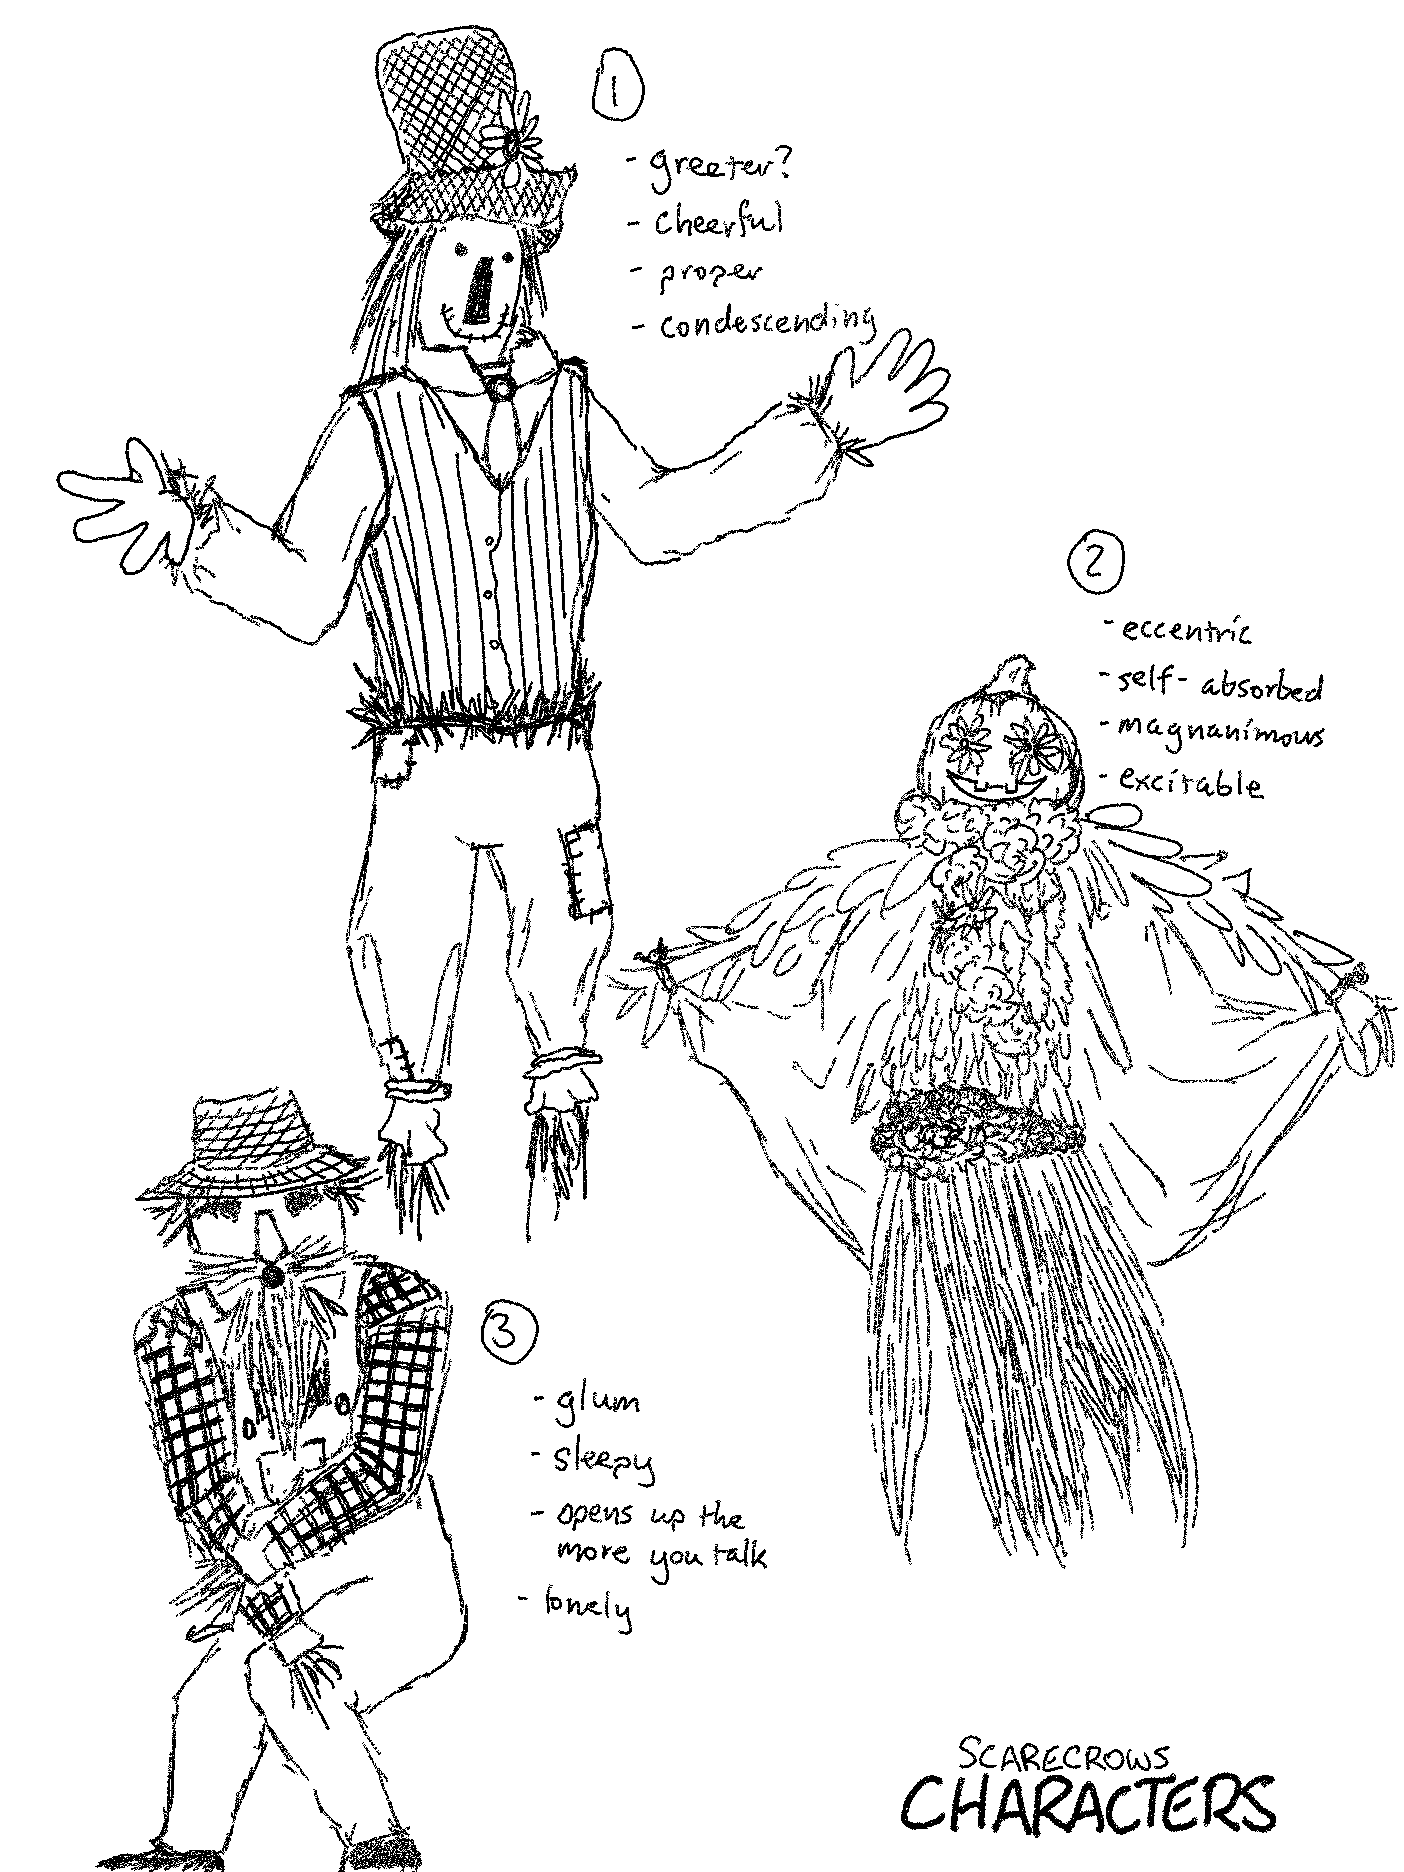 1
- greeter?
- cheerful
- proper
- condescending
2
- eccentric
- self-absorbed
- magnanimous
- excitable
3
- glum
- sleepy
- opens up the
more you talk
- lonely
SCARECROWS
CHARACTERS